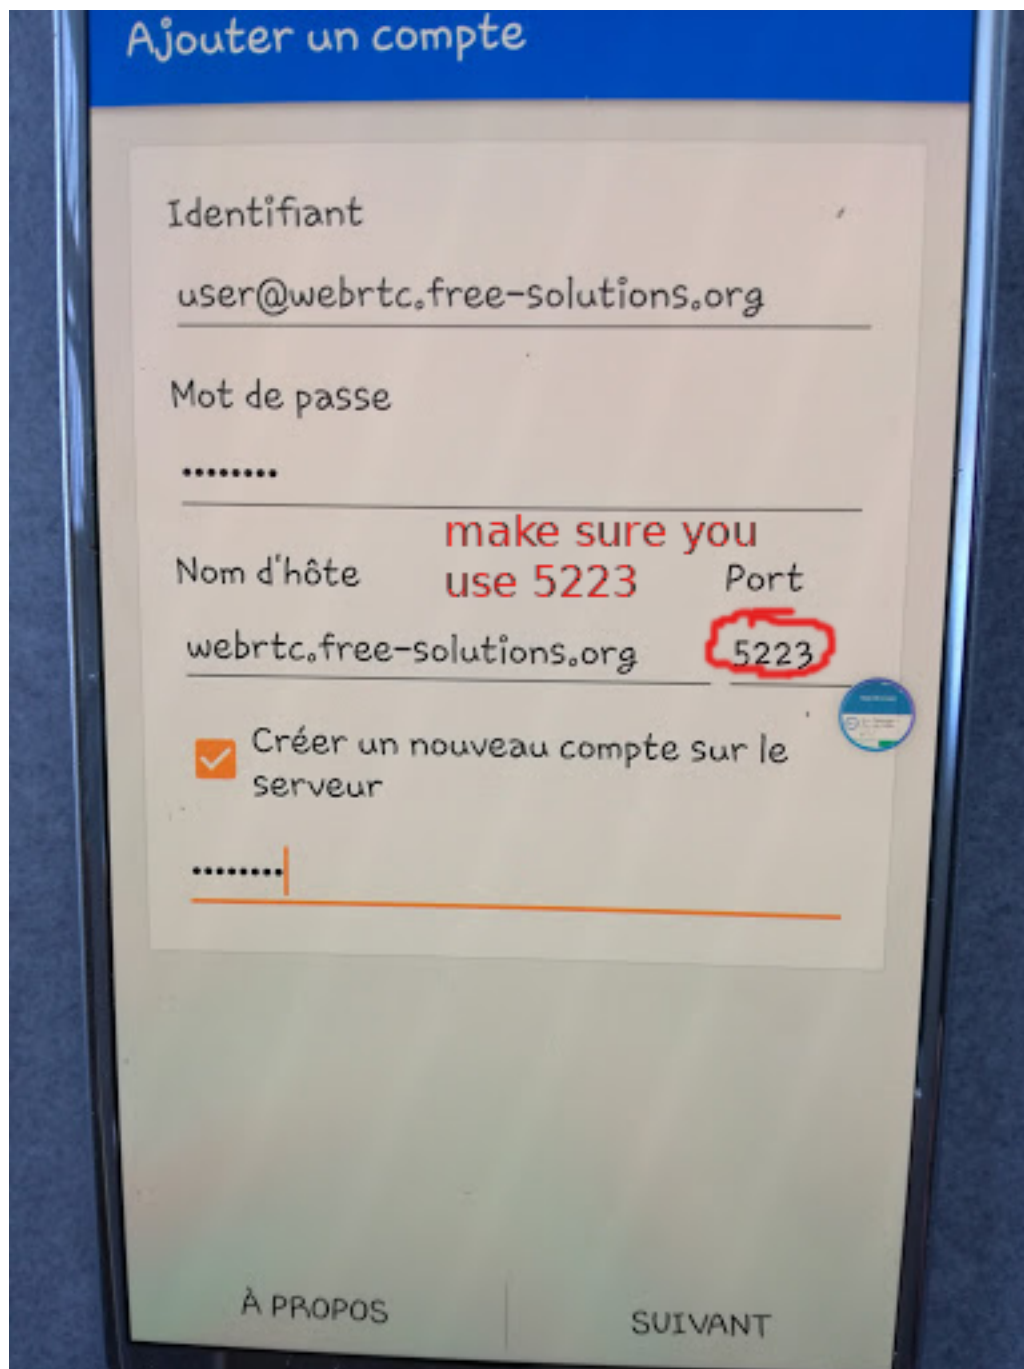 Ajouter un compte
Identifiant
user@webrtc.free-solutions.org
Mot de passe
••••••••
make sure you
use 5223
Nom d'hôte
Port
webrtc.free-solutions.org
5223
Créer un nouveau compte sur le
serveur
••••••••
À PROPOS
SUIVANT